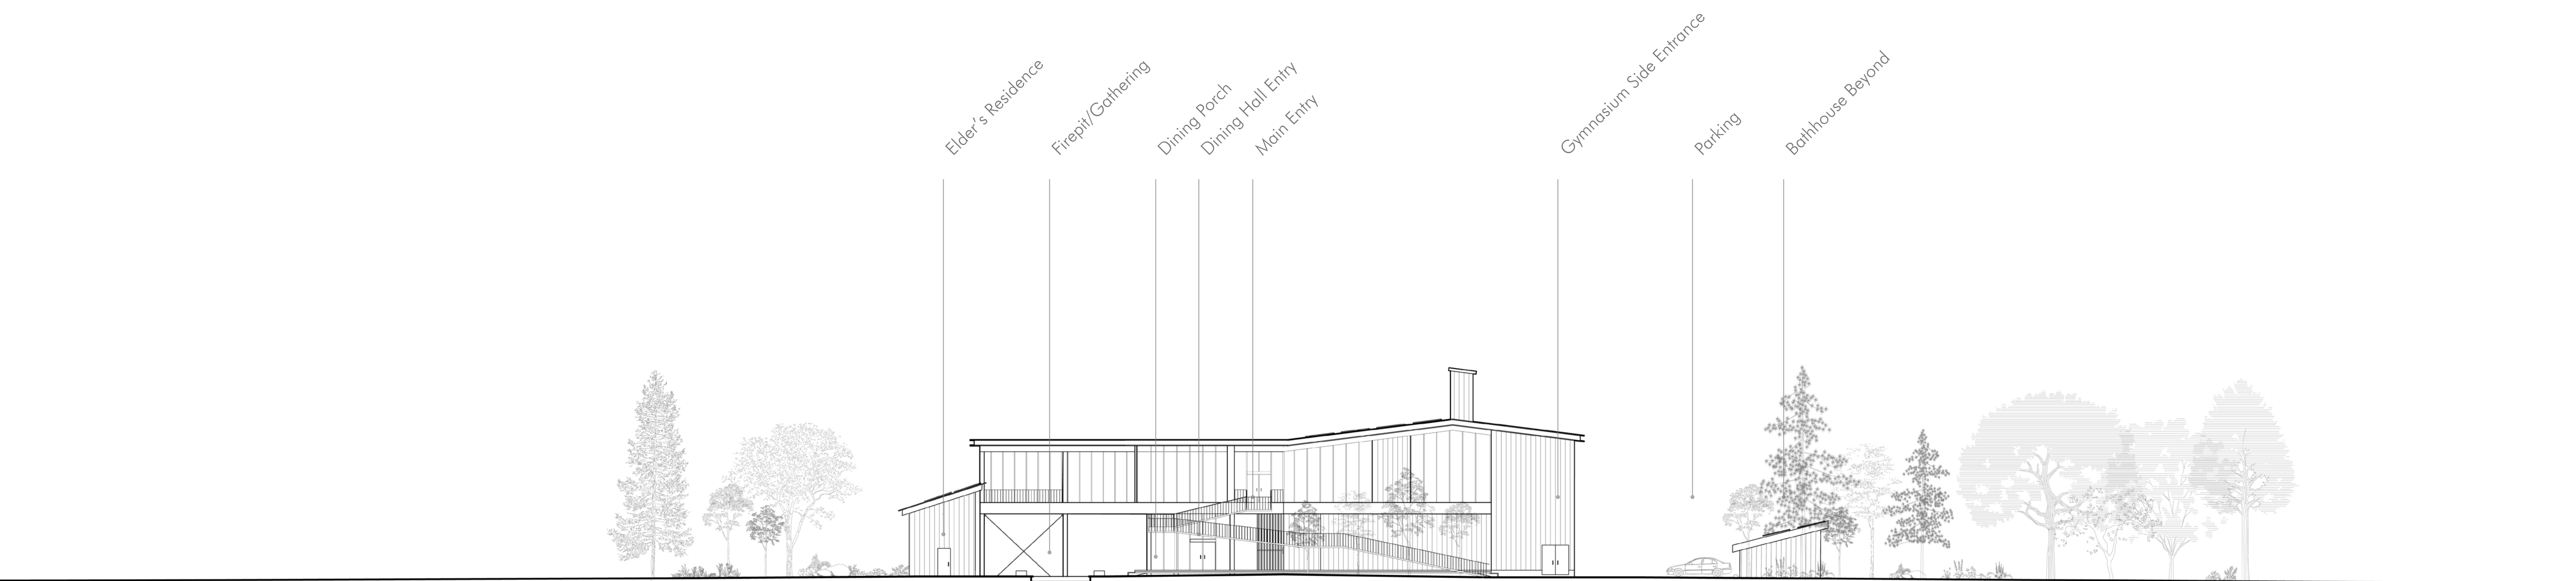 Elder's Residence
Firepit/Gathering
Dining Porch
Dining Hall Entry
Main Entry
Gymnasium Side Entrance
Parking
Bathhouse Beyond